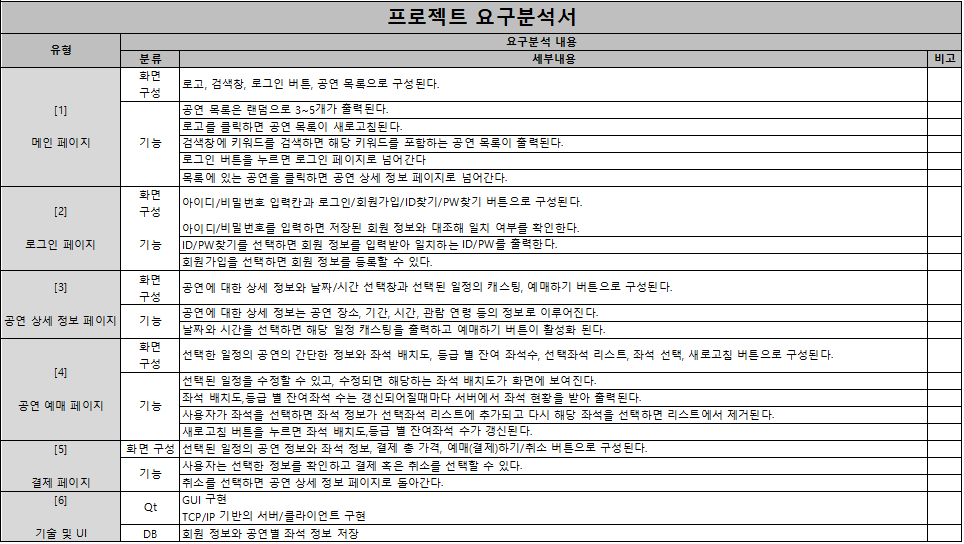 프로젝트 요구분석서
유형
요구분석 내용
분류
세부내용
비고
[1]
메인 페이지
화면
구성
로고, 검색창, 로그인 버튼, 공연 목록으로 구성된다.
기능
공연 목록은 랜덤으로 3~5개가 출력된다.
로고를 클릭하면 공연 목록이 새로고침된다.
검색창에 키워드를 검색하면 해당 키워드를 포함하는 공연 목록이 출력된다.
로그인 버튼을 누르면 로그인 페이지로 넘어간다
목록에 있는 공연을 클릭하면 공연 상세 정보 페이지로 넘어간다.
[2]
로그인 페이지
화면
구성
아이디/비밀번호 입력칸과 로그인/회원가입/ID찾기/PW찾기 버튼으로 구성된다.
기능
아이디/비밀번호를 입력하면 저장된 회원 정보와 대조해 일치 여부를 확인한다.
ID/PW찾기를 선택하면 회원 정보를 입력받아 일치하는 ID/PW를 출력한다.
회원가입을 선택하면 회원 정보를 등록할 수 있다.
[3]
공연 상세 정보 페이지
화면
구성
공연에 대한 상세 정보와 날짜/시간 선택창과 선택된 일정의 캐스팅, 예매하기 버튼으로 구성된다.
기능
공연에 대한 상세 정보는 공연 장소, 기간, 시간, 관람 연령 등의 정보로 이루어진다.
날짜와 시간을 선택하면 해당 일정 캐스팅을 출력하고 예매하기 버튼이 활성화 된다.
[4]
공연 예매 페이지
화면
구성
선택한 일정의 공연의 간단한 정보와 좌석 배치도, 등급 별 잔여 좌석수, 선택좌석 리스트, 좌석 선택, 새로고침 버튼으로 구성된다.
기능
선택된 일정을 수정할 수 있고, 수정되면 해당하는 좌석 배치도가 화면에 보여진다.
좌석 배치도,등급 별 잔여좌석 수는 갱신되어질때마다 서버에서 좌석 현황을 받아 출력된다.
사용자가 좌석을 선택하면 좌석 정보가 선택좌석 리스트에 추가되고 다시 해당 좌석을 선택하면 리스트에서 제거된다.
새로고침 버튼을 누르면 좌석 배치도,등급 별 잔여좌석 수가 갱신된다.
[5]
결제 페이지
화면 구성
선택된 일정의 공연 정보와 좌석 정보, 결제 총 가격, 예매(결제)하기/취소 버튼으로 구성된다.
기능
사용자는 선택한 정보를 확인하고 결제 혹은 취소를 선택할 수 있다.
취소를 선택하면 공연 상세 정보 페이지로 돌아간다.
[6]
기술 및 UI
Qt
GUI 구현
TCP/IP 기반의 서버/클라이언트 구현
DB
회원 정보와 공연별 좌석 정보 저장